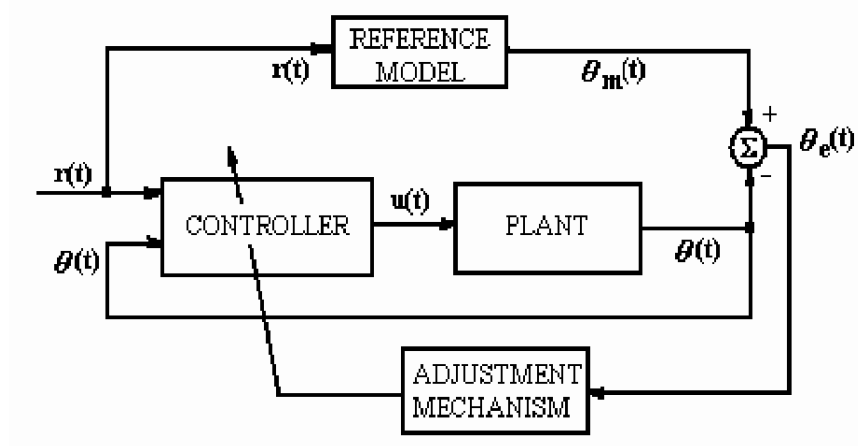 REFERENCE
MODEL
r(t)
θm(t)
+
Σ
θe(t)
-
r(t)
u(t)
CONTROLLER
PLANT
θ(t)
θ(t)
ADJUSTMENT
MECHANISM